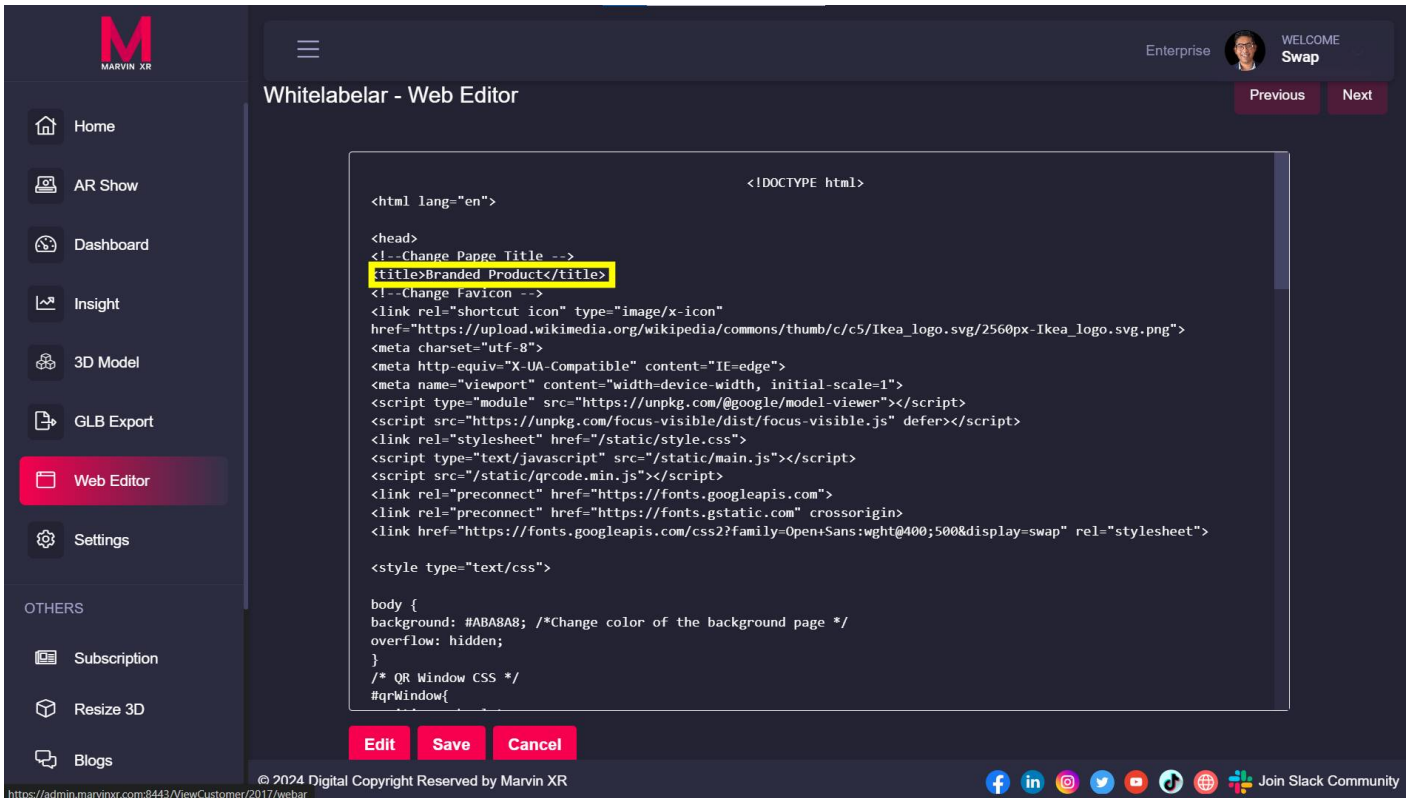 MARVIN XR
Enterprise
WELCOME
Swap
Whitelabelar - Web Editor
Previous
Next
Home
AR Show
Dashboard
Insight
3D Model
GLB Export
Web Editor
Settings
OTHERS
Subscription
Resize 3D
Blogs
<!DOCTYPE html>
<html lang="en">
<head>
<!--Change Papge Title -->
<title>Branded Product</title>
<!--Change Favicon -->
<link rel="shortcut icon" type="image/x-icon"
href="https://upload.wikimedia.org/wikipedia/commons/thumb/c/c5/Ikea_logo.svg/2560px-Ikea_logo.svg.png">
<meta charset="utf-8">
<meta http-equiv="X-UA-Compatible" content="IE=edge">
<meta name="viewport" content="width=device-width, initial-scale=1">
<script type="module" src="https://unpkg.com/@google/model-viewer"></script>
<script src="https://unpkg.com/focus-visible/dist/focus-visible.js" defer></script>
<link rel="stylesheet" href="/static/style.css">
<script type="text/javascript" src="/static/main.js"></script>
<script src="/static/qrcode.min.js"></script>
<link rel="preconnect" href="https://fonts.googleapis.com">
<link rel="preconnect" href="https://fonts.gstatic.com" crossorigin>
<link href="https://fonts.googleapis.com/css2?family=Open+Sans:wght@400;500&display=swap" rel="stylesheet">
<style type="text/css">
body {
background: #ABA8A8; /*Change color of the background page */
overflow: hidden;
}
/* QR Window CSS */
#qrWindow{
Edit
Save
Cancel
© 2024 Digital Copyright Reserved by Marvin XR
Join Slack Community
https://admin.marvinxr.com:8443/ViewCustomer/2017/webar